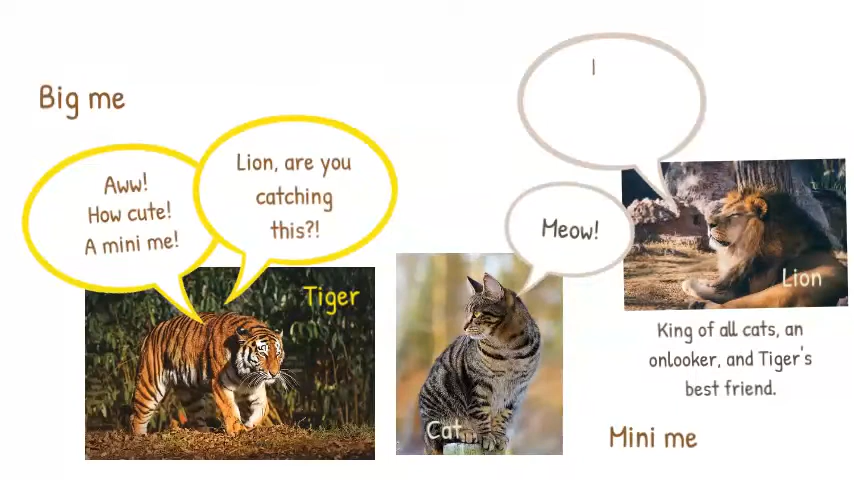 Big me
Aww!
How cute!
A mini me!
Lion, are you
catching
this?!
I
Meow!
Tiger
Cat
Lion
King of all cats, an
onlooker, and Tiger's
best friend.
Mini me